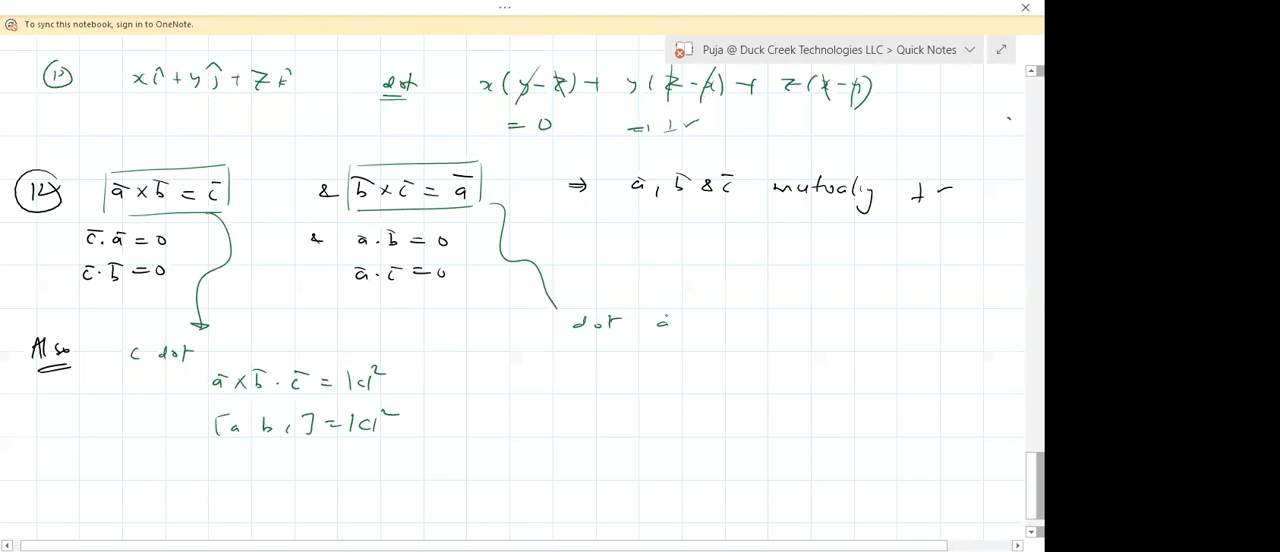 ...
To sync this notebook, sign in to OneNote.
Puja @ Duck Creek Technologies LLC > Quick Notes
xî + yĵ + zk̂ dot x(y-z) + y(z-x) + z(x-y)
= 0 ⇒ ⊥r
12 ā × b̄ = c̄ & b̄ × c̄ = ā ⇒ ā, b̄ & c̄ mutually ⊥r
c̄.ā = 0 & ā.b̄ = 0
c̄.b̄ = 0 ā.c̄ = 0
dot ā
Also c dot
ā × b̄ . c̄ = |c|²
[a b c] = |c|²